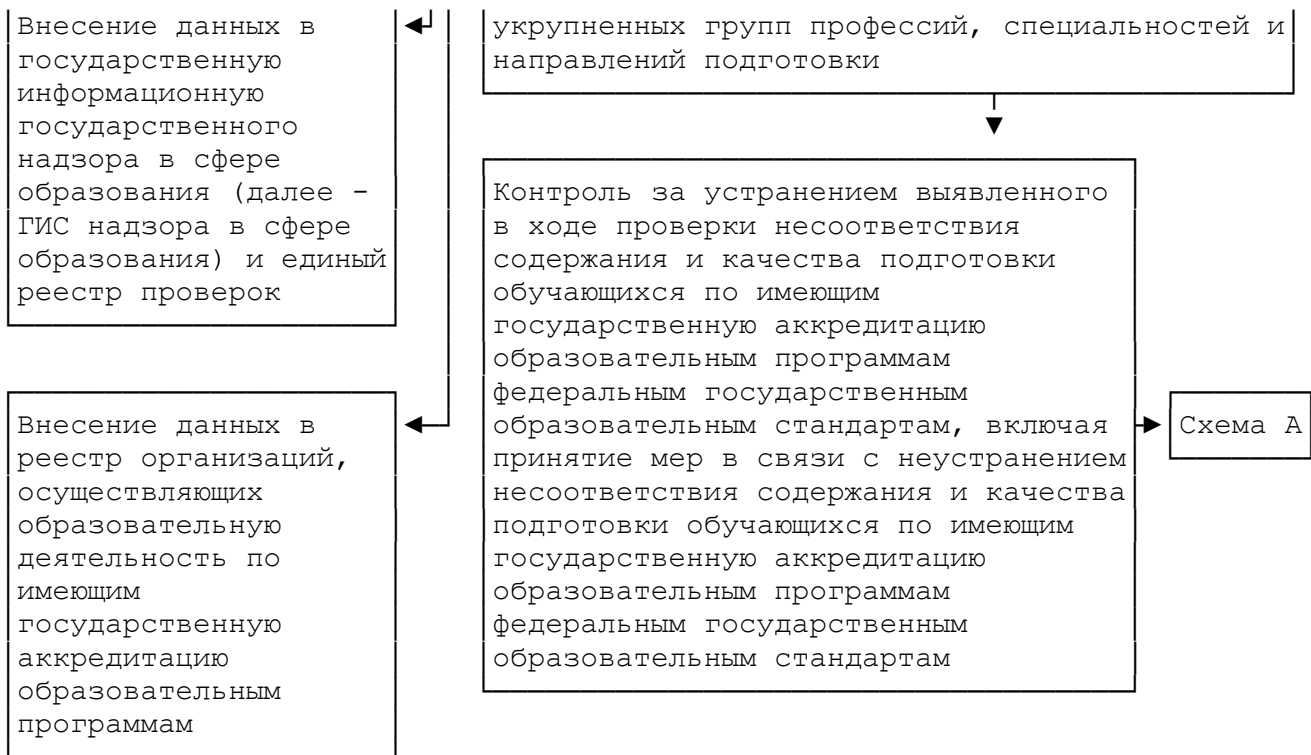 Внесение данных в
государственную
информационную
государственного
надзора в сфере
образования (далее -
ГИС надзора в сфере
образования) и единый
реестр проверок
укрупненных групп профессий, специальностей и
направлений подготовки
Контроль за устранением выявленного
в ходе проверки несоответствия
содержания и качества подготовки
обучающихся по имеющим
государственную аккредитацию
образовательным программам
федеральным государственным
образовательным стандартам, включая
принятие мер в связи с неустранением
несоответствия содержания и качества
подготовки обучающихся по имеющим
государственную аккредитацию
образовательным программам
федеральным государственным
образовательным стандартам
Схема А
Внесение данных в
реестр организаций,
осуществляющих
образовательную
деятельность по
имеющим
государственную
аккредитацию
образовательным
программам